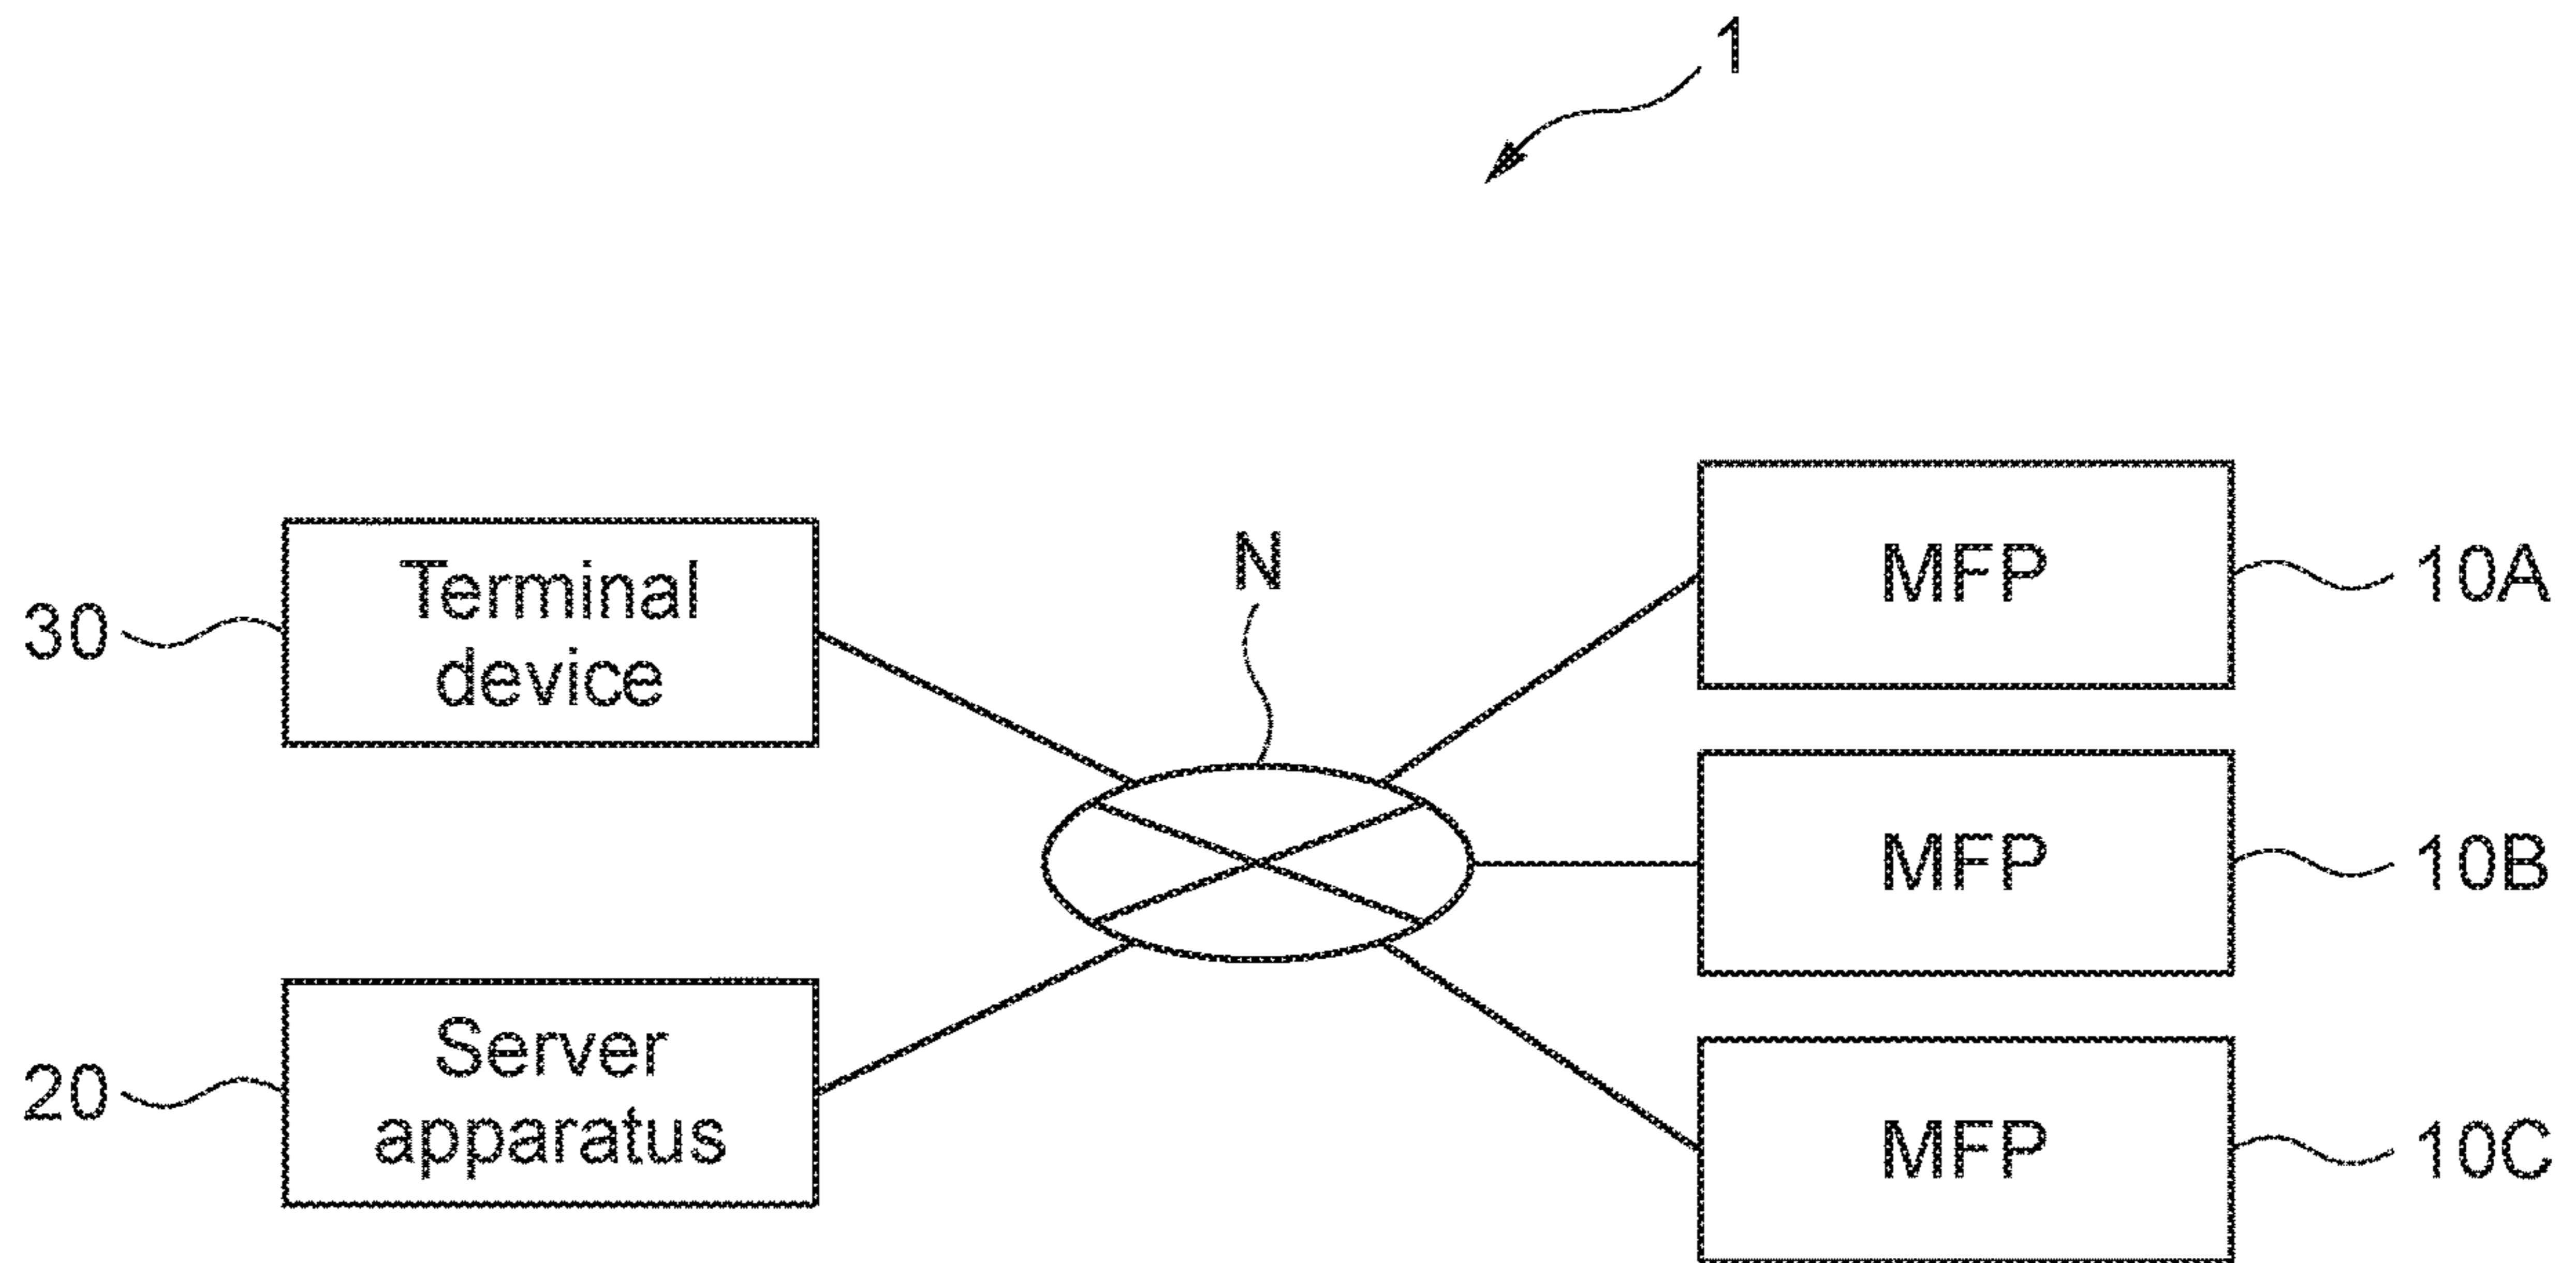 1
N
30
Terminal
device
20
Server
apparatus
MFP
10A
MFP
10B
MFP
10C